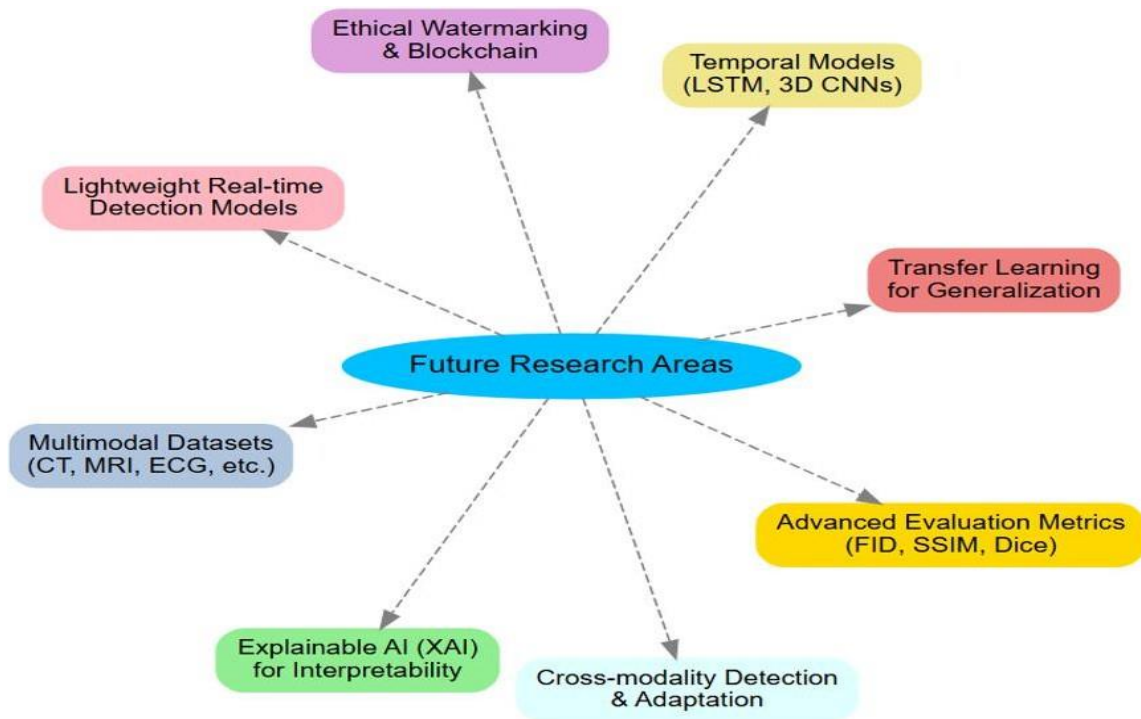 Ethical Watermarking
& Blockchain
Temporal Models
(LSTM, 3D CNNs)
Lightweight Real-time
Detection Models
Transfer Learning
for Generalization
Future Research Areas
Multimodal Datasets
(CT, MRI, ECG, etc.)
Advanced Evaluation Metrics
(FID, SSIM, Dice)
Explainable AI (XAI)
for Interpretability
Cross-modality Detection
& Adaptation